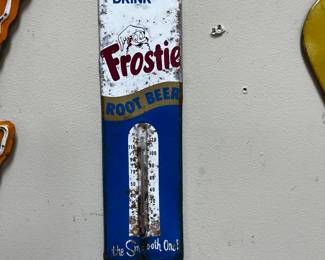 DRINK
Frostie
ROOT BEER
the Smooth One!